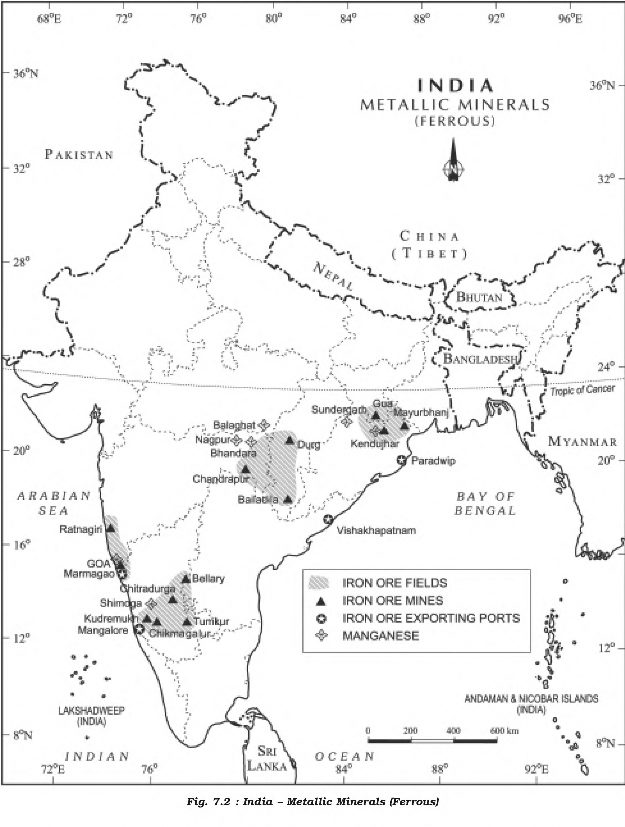 68°E 72° 76° 80° 84° 88° 92° 96°E
36°N
36°N
INDIA
METALLIC MINERALS
(FERROUS)
PAKISTAN
32°
32°
CHINA
(TIBET)
28°
NEPAL
BHUTAN
BANGLADESH
24°
Tropic of Cancer
Sundergarh
Gua
Mayurbhanj
Kendujhar
Balaghat
Nagpur
Bhandara
Durg
Chandrapur
Bailadila
20°
20°
MYANMAR
Paradwip
ARABIAN
SEA
BAY OF
BENGAL
Ratnagiri
Vishakhapatnam
16°
16°
GOA
Marmagao
Bellary
Chitradurga
Shimoga
Kudremukh
Tumkur
Mangalore
Chikmagalur
IRON ORE FIELDS
IRON ORE MINES
IRON ORE EXPORTING PORTS
MANGANESE
12°
12°
LAKSHADWEEP
(INDIA)
ANDAMAN & NICOBAR ISLANDS
(INDIA)
0 200 400 600 km
8°N
8°N
INDIAN OCEAN
SRI
LANKA
72°E 76° 80° 84° 88° 92°E
Fig. 7.2 : India – Metallic Minerals (Ferrous)